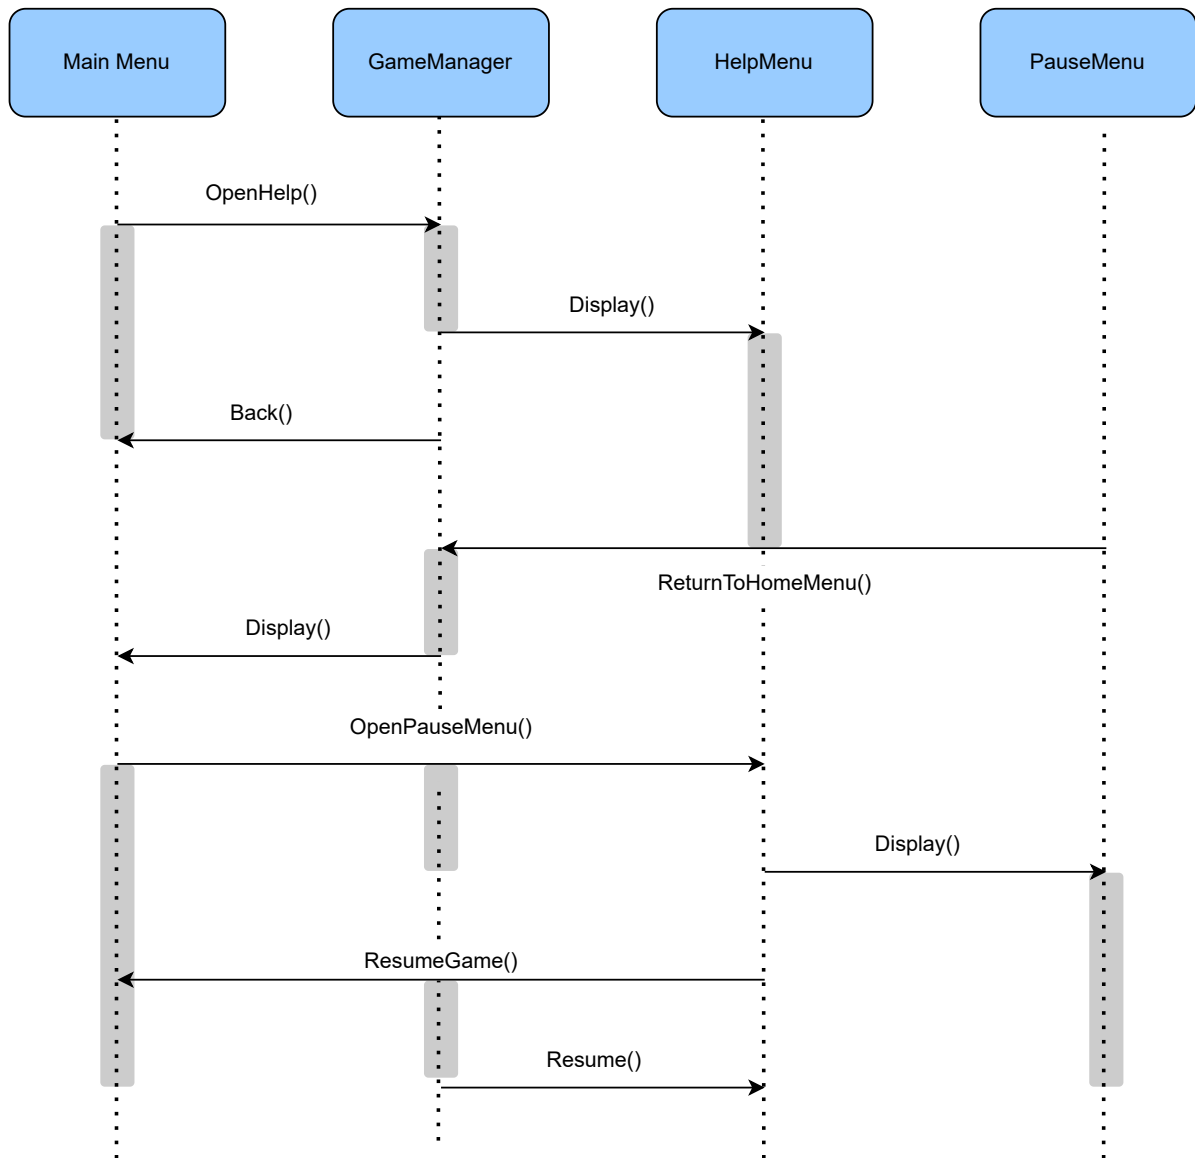 Main Menu
GameManager
HelpMenu
PauseMenu
OpenHelp()
Display()
Back()
ReturnToHomeMenu()
Display()
OpenPauseMenu()
Display()
ResumeGame()
Resume()